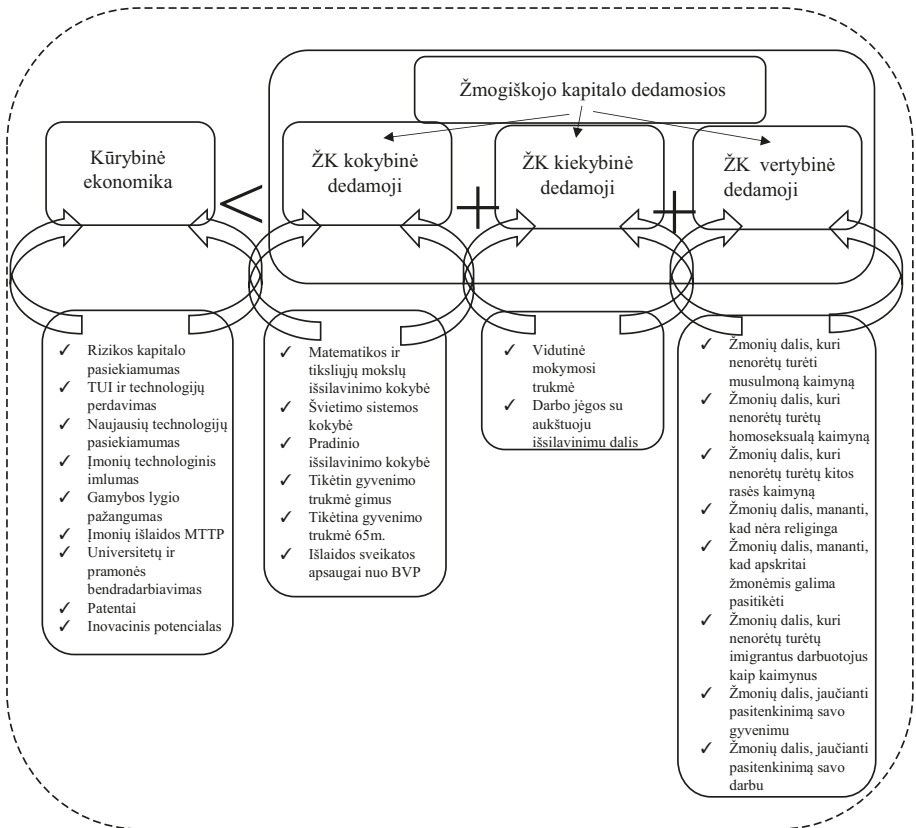 Žmogiškojo kapitalo dedamosios
Kūrybinė
ekonomika
<
ŽK kokybinė
dedamoji
+
ŽK kiekybinė
dedamoji
+
ŽK vertybinė
dedamoji
✓ Rizikos kapitalo
pasiekiamumas
✓ TUI ir technologijų
perdavimas
✓ Naujausių technologijų
pasiekiamumas
✓ Įmonių technologinis
imlumas
✓ Gamybos lygio
pažangumas
✓ Įmonių išlaidos MTTP
✓ Universitetų ir
pramonės
bendradarbiavimas
✓ Patentai
✓ Inovacinis potencialas
✓ Matematikos ir
tiksliųjų mokslų
išsilavinimo kokybė
✓ Švietimo sistemos
kokybė
✓ Pradinio
išsilavinimo kokybė
✓ Tikėtin gyvenimo
trukmė gimus
✓ Tikėtina gyvenimo
trukmė 65m.
✓ Išlaidos sveikatos
apsaugai nuo BVP
✓ Vidutinė
mokymosi
trukmė
✓ Darbo jėgos su
aukštuoju
išsilavinimu dalis
✓ Žmonių dalis, kuri
nenorėtų turėti
musulmoną kaimyną
✓ Žmonių dalis, kuri
nenorėtų turėtų
homoseksualą kaimyną
✓ Žmonių dalis, kuri
nenorėtų turėtų kitos
rasės kaimyną
✓ Žmonių dalis, mananti,
kad nėra religinga
✓ Žmonių dalis, mananti,
kad apskritai
žmonėmis galima
pasitikėti
✓ Žmonių dalis, kuri
nenorėtų turėtų
imigrantus darbuotojus
kaip kaimynus
✓ Žmonių dalis, jaučianti
pasitenkinimą savo
gyvenimu
✓ Žmonių dalis, jaučianti
pasitenkinimą savo
darbu